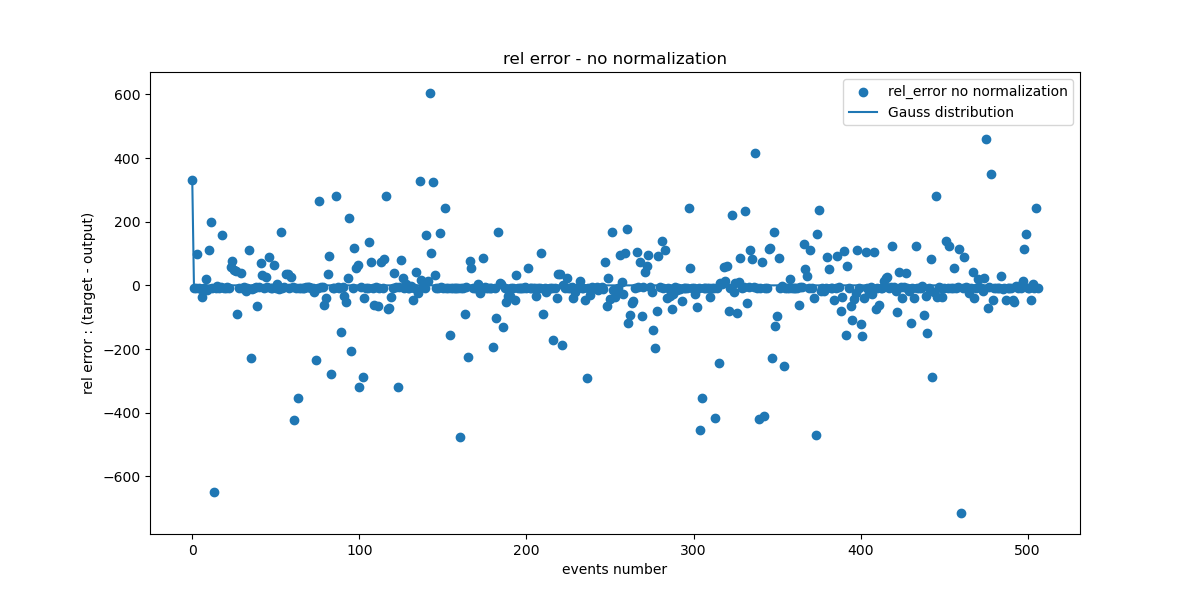 rel error - no normalization
rel_error no normalization
Gauss distribution
rel error : (target - output)
600
400
200
0
−200
−400
−600
0 100 200 300 400 500
events number